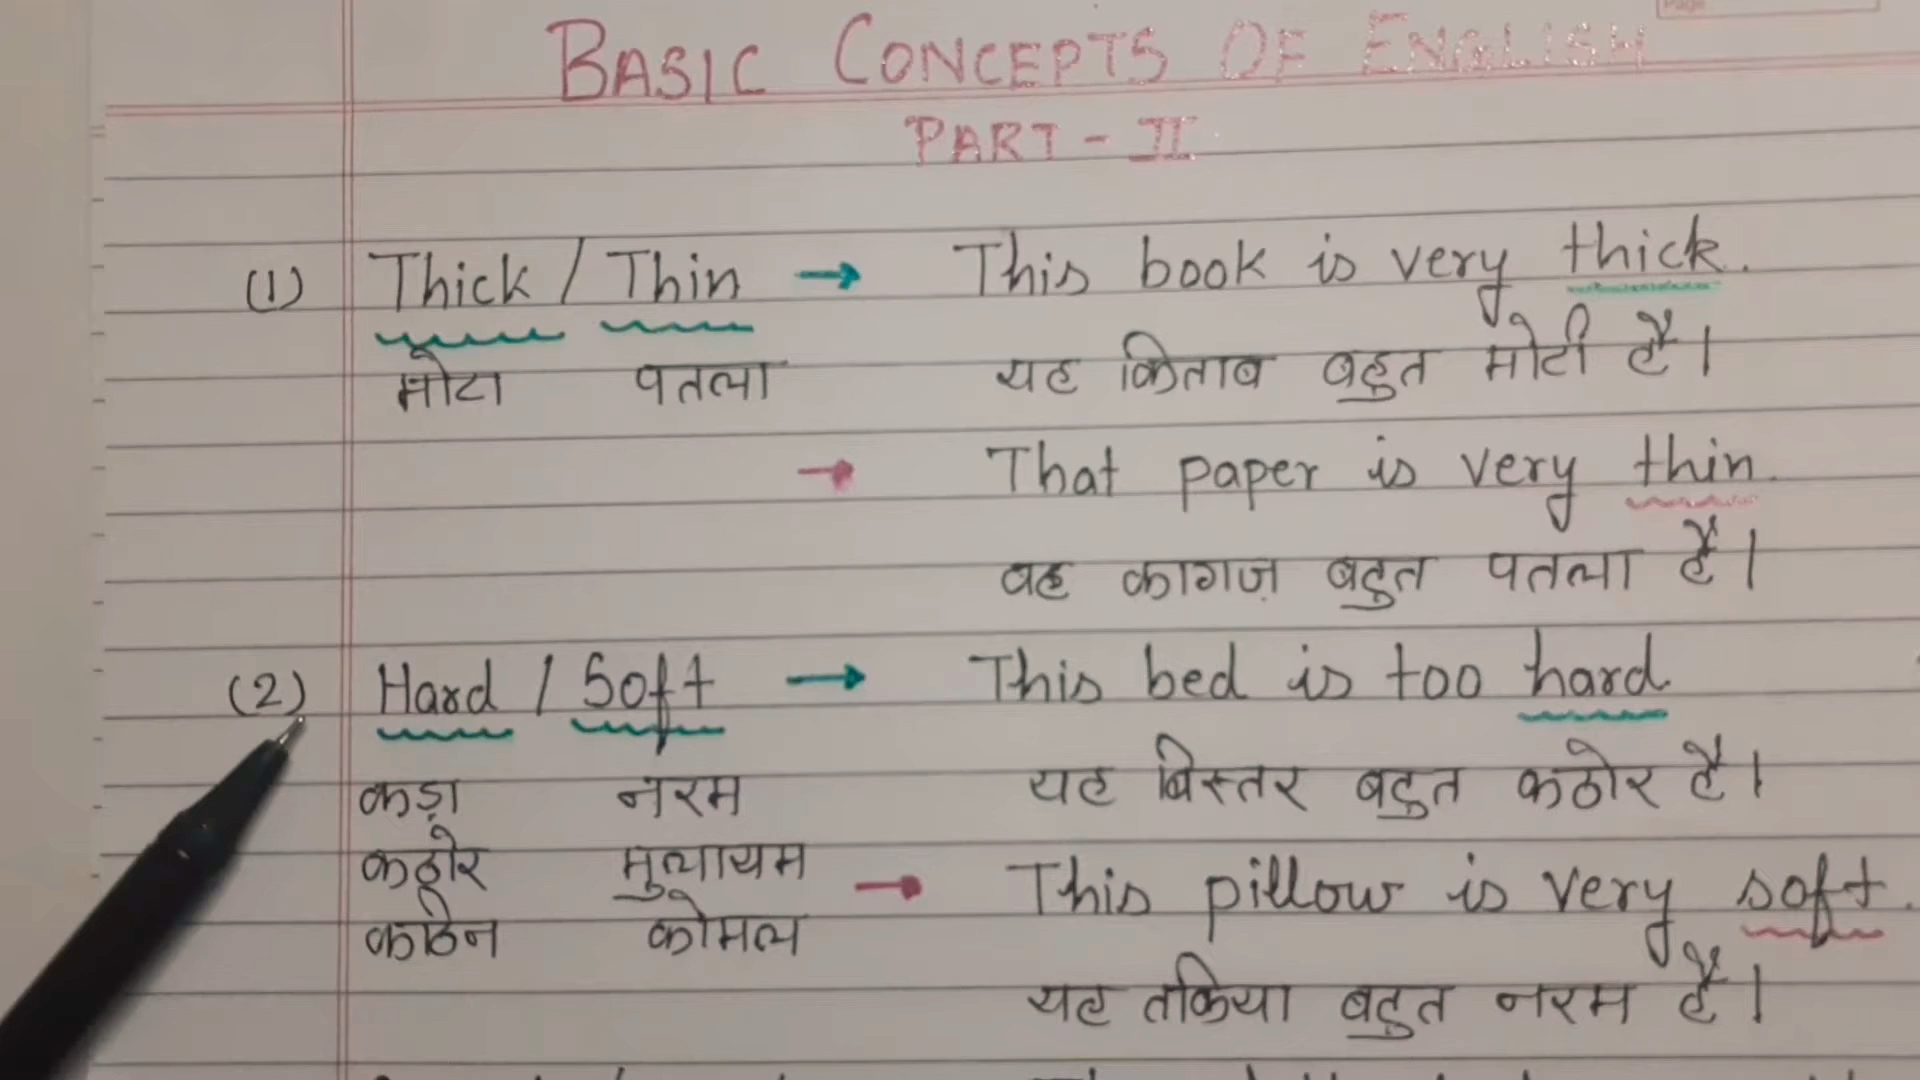 BASIC CONCEPTS OF ENGLISH
PART - II
(1) Thick / Thin → This book is very thick.
मोटा पतला यह किताब बहुत मोटी है।
→ That paper is very thin.
वह कागज़ बहुत पतला है।
(2) Hard / Soft → This bed is too hard
कड़ा नरम यह बिस्तर बहुत कठोर है।
कठोर मुलायम → This pillow is very soft.
कठिन कोमल
यह तकिया बहुत नरम है।